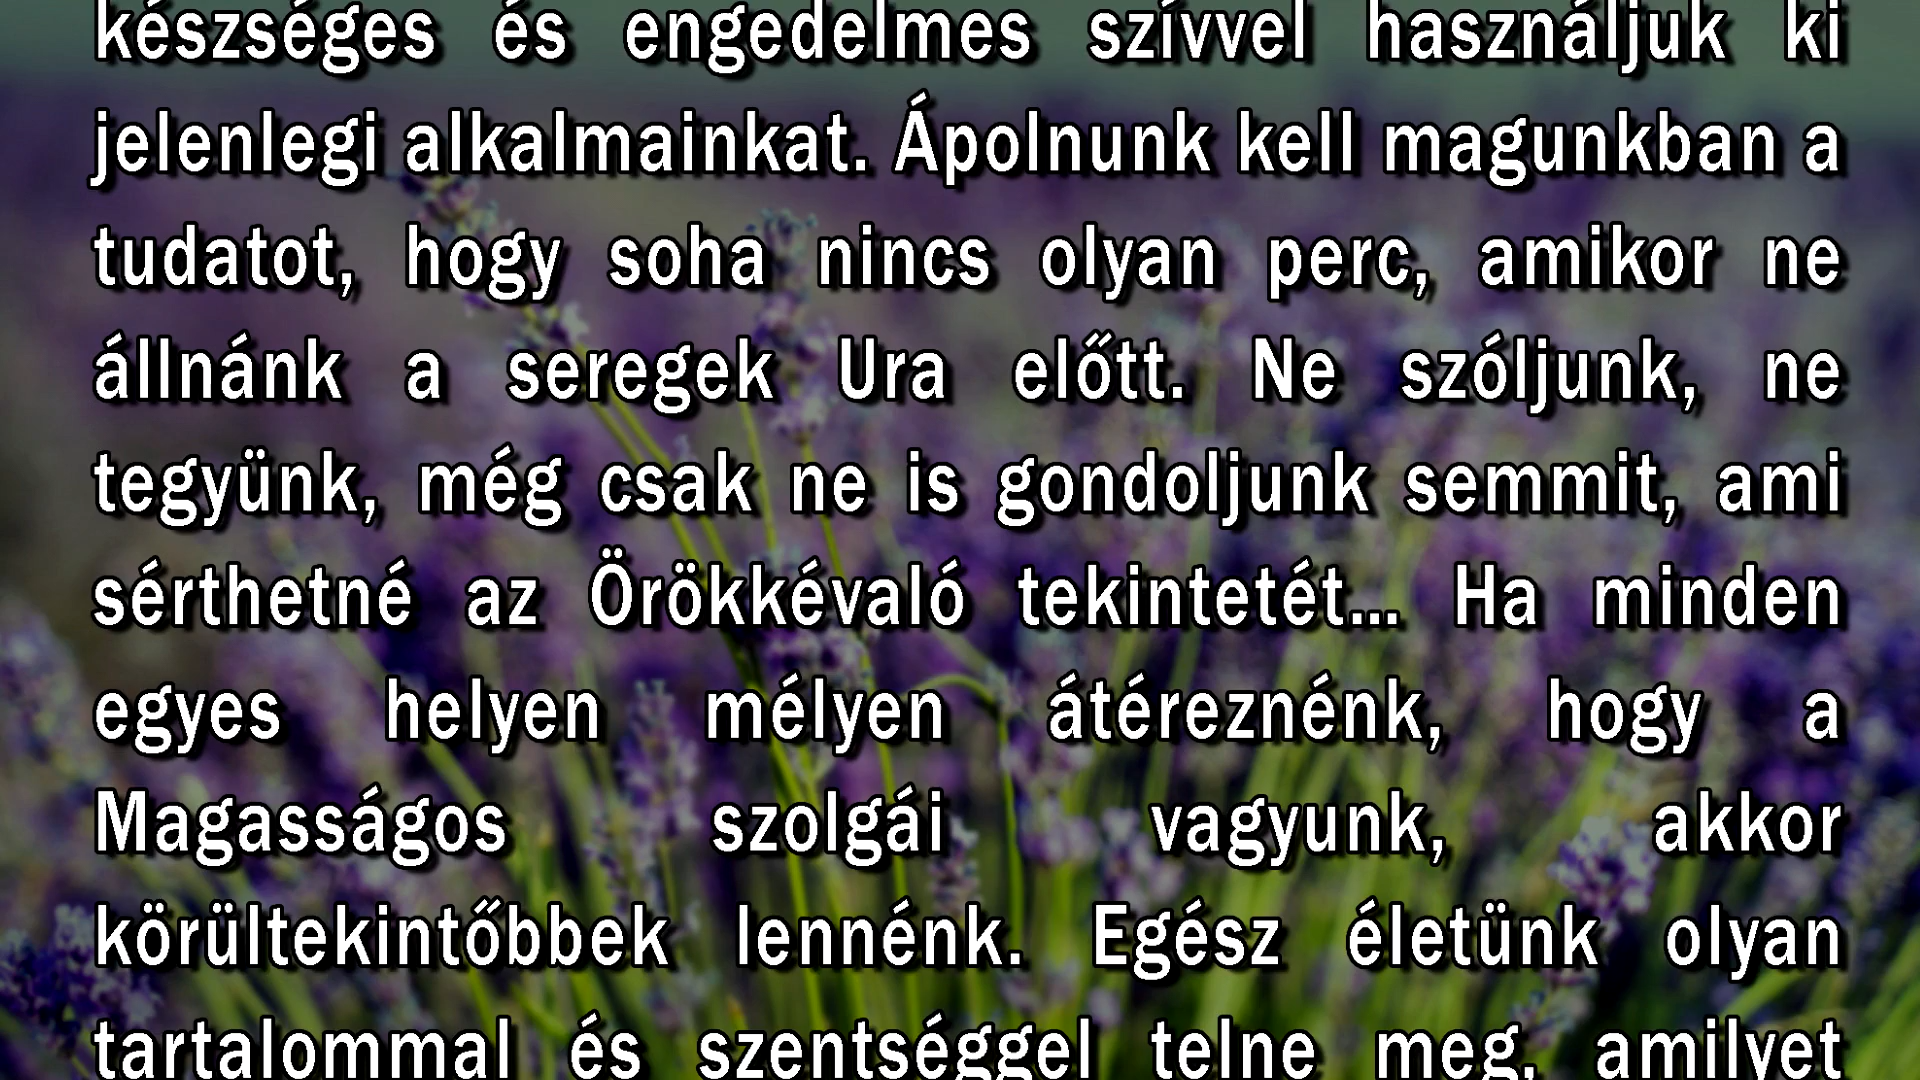 készséges és engedelmes szívvel használjuk ki
jelenlegi alkalmainkat. Ápolnunk kell magunkban a
tudatot, hogy soha nincs olyan perc, amikor ne
állnánk a seregek Ura előtt. Ne szóljunk, ne
tegyünk, még csak ne is gondoljunk semmit, ami
sérthetné az Örökkévaló tekintetét... Ha minden
egyes helyen mélyen átéreznénk, hogy a
Magasságos szolgái vagyunk, akkor
körültekintőbbek lennénk. Egész életünk olyan
tartalommal és szentséggel telne meg, amilyet